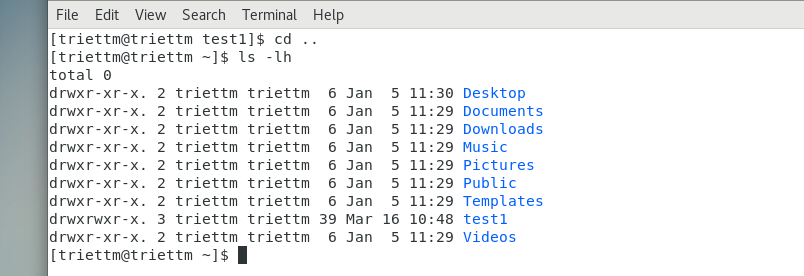 File Edit View Search Terminal Help
[triettm@triettm test1]$ cd ..
[triettm@triettm ~]$ ls -lh
total 0
drwxr-xr-x. 2 triettm triettm  6 Jan  5 11:30 Desktop
drwxr-xr-x. 2 triettm triettm  6 Jan  5 11:29 Documents
drwxr-xr-x. 2 triettm triettm  6 Jan  5 11:29 Downloads
drwxr-xr-x. 2 triettm triettm  6 Jan  5 11:29 Music
drwxr-xr-x. 2 triettm triettm  6 Jan  5 11:29 Pictures
drwxr-xr-x. 2 triettm triettm  6 Jan  5 11:29 Public
drwxr-xr-x. 2 triettm triettm  6 Jan  5 11:29 Templates
drwxrwxr-x. 3 triettm triettm 39 Mar 16 10:48 test1
drwxr-xr-x. 2 triettm triettm  6 Jan  5 11:29 Videos
[triettm@triettm ~]$